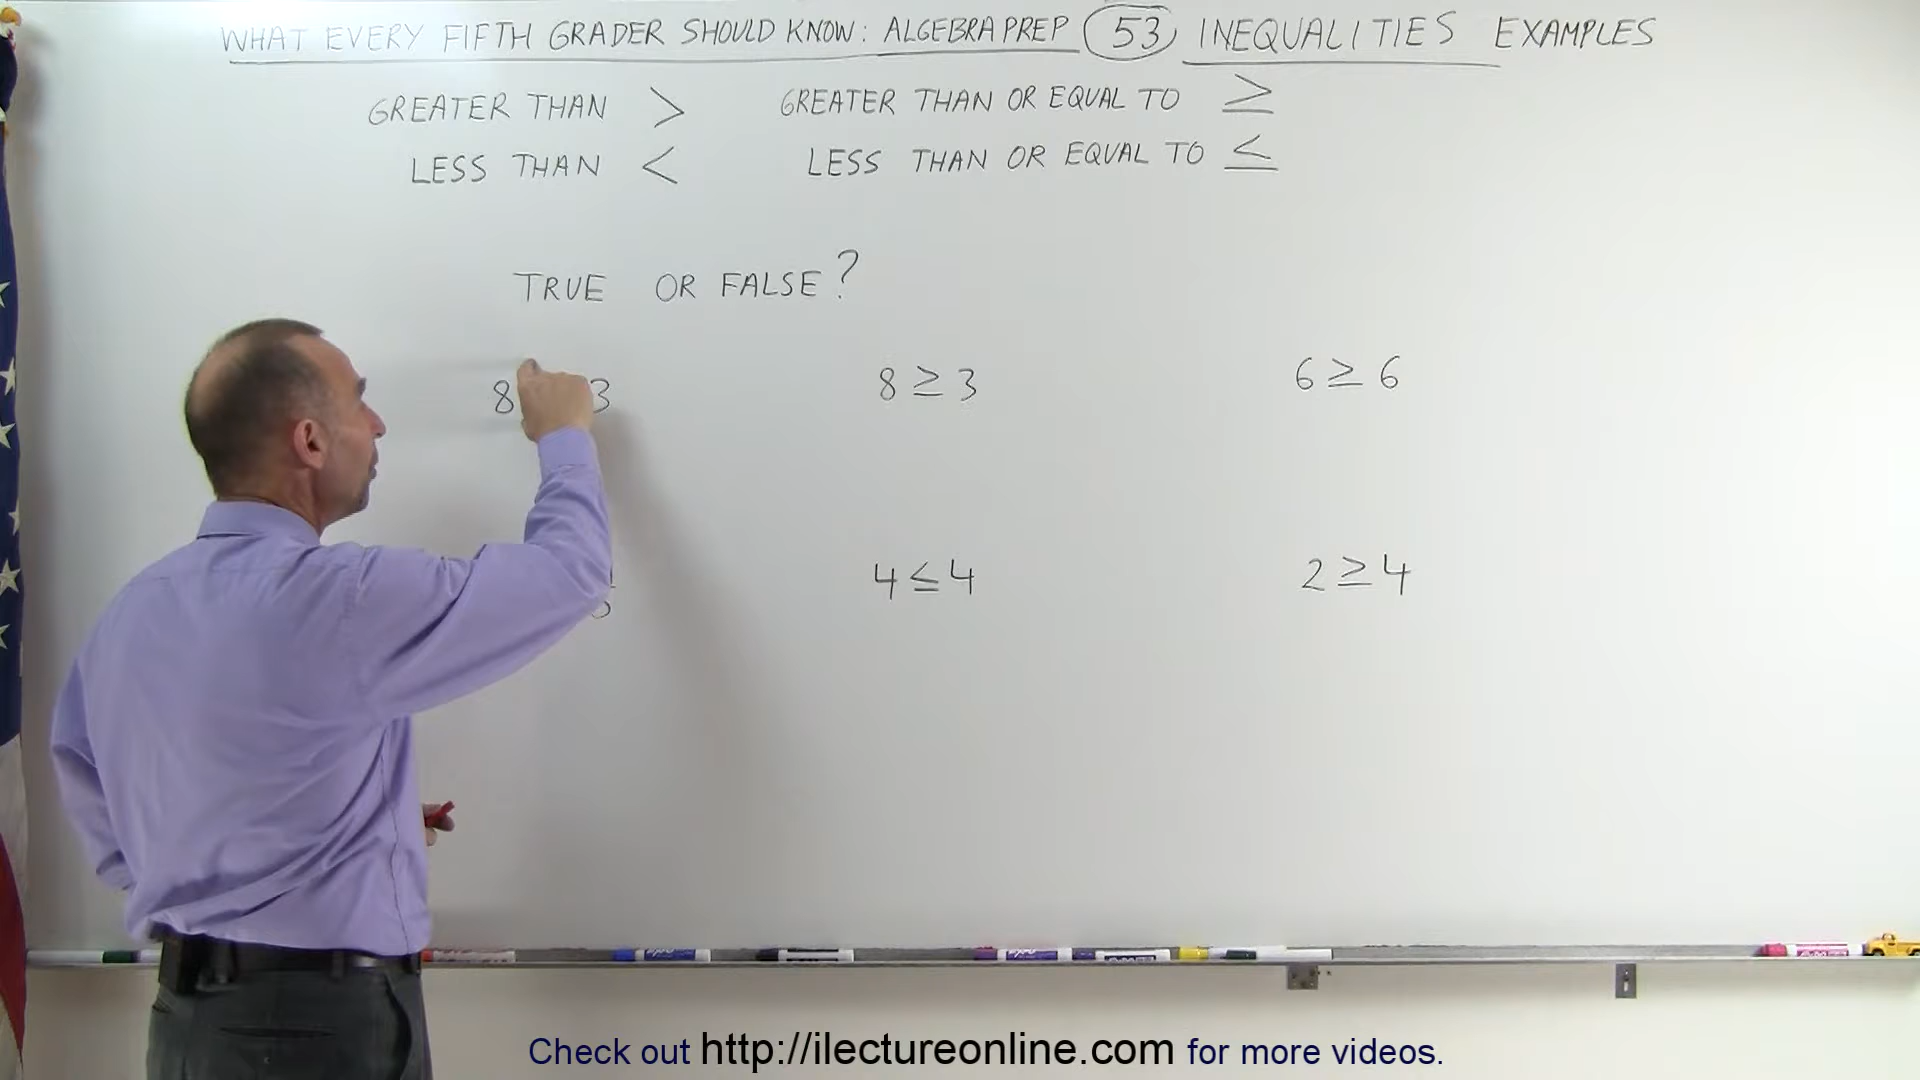 WHAT EVERY FIFTH GRADER SHOULD KNOW: ALGEBRA PREP 53 INEQUALITIES EXAMPLES
GREATER THAN > GREATER THAN OR EQUAL TO ≥
LESS THAN < LESS THAN OR EQUAL TO ≤
TRUE OR FALSE?
8 3 8 ≥ 3 6 ≥ 6
4 ≤ 4 2 ≥ 4
Check out http://ilectureonline.com for more videos.